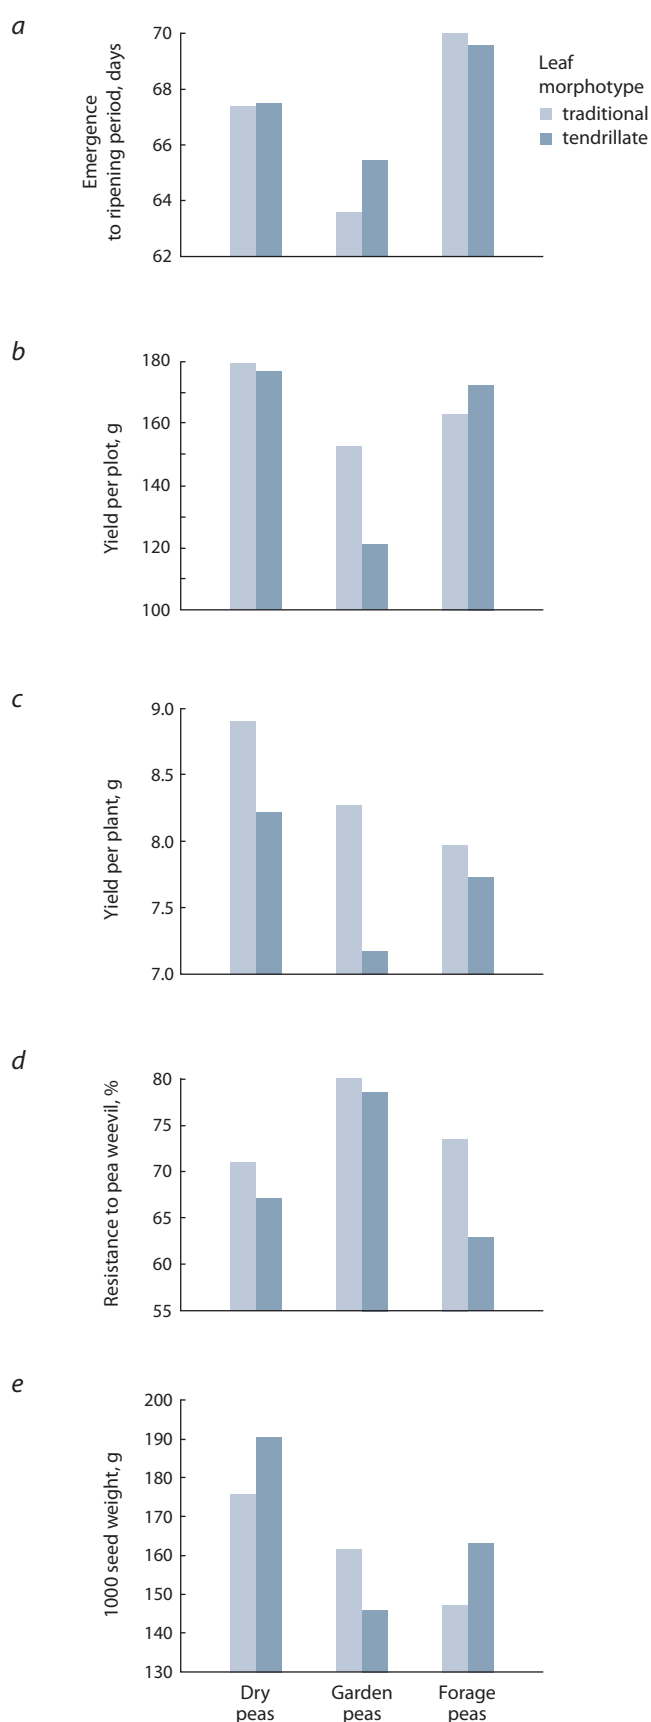 a
Emergence
to ripening period, days
70
68
66
64
62
Leaf
morphotype
traditional
tendrillate
b
Yield per plot, g
180
160
140
120
100
c
Yield per plant, g
9.0
8.5
8.0
7.5
7.0
d
Resistance to pea weevil, %
80
75
70
65
60
55
e
1000 seed weight, g
200
190
180
170
160
150
140
130
Dry
peas
Garden
peas
Forage
peas